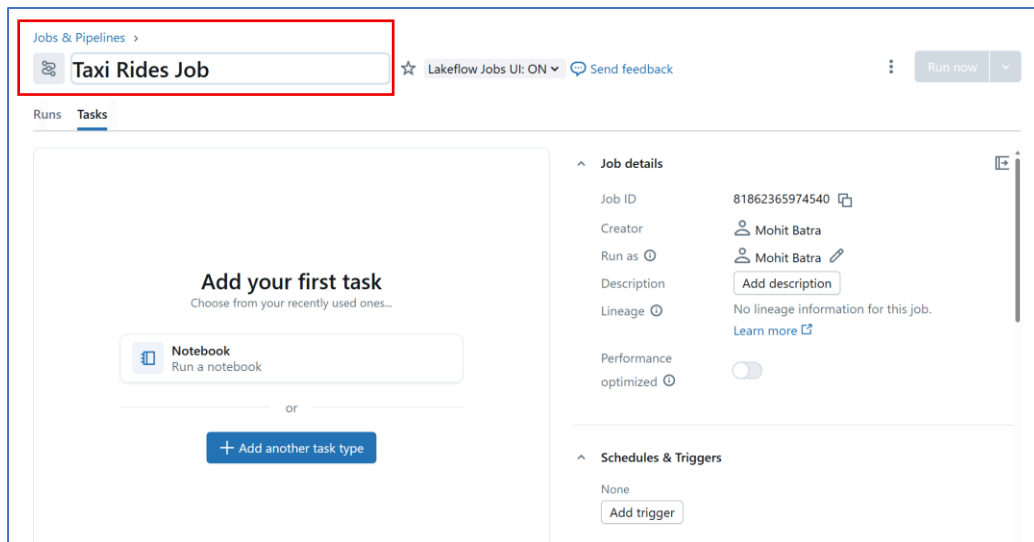 Jobs & Pipelines >
Taxi Rides Job
Lakeflow Jobs UI: ON
Send feedback
Run now
Runs Tasks
Add your first task
Choose from your recently used ones...
Notebook
Run a notebook
or
+ Add another task type
Job details
Job ID 81862365974540
Creator Mohit Batra
Run as Mohit Batra
Description Add description
Lineage No lineage information for this job.
Learn more
Performance
optimized
Schedules & Triggers
None
Add trigger